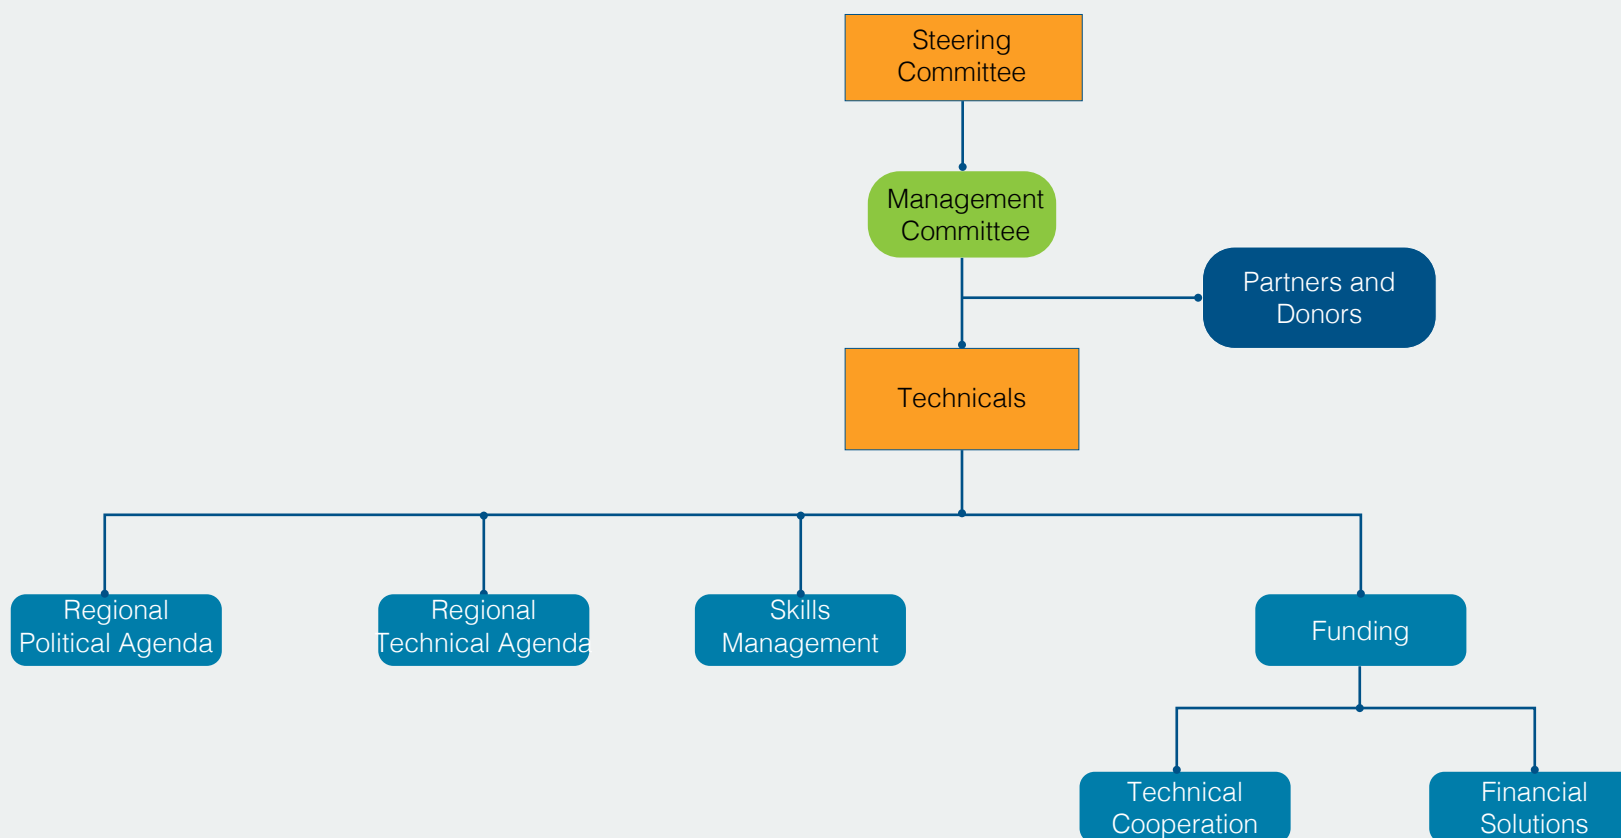 Steering
Committee
Management
Committee
Partners and
Donors
Technicals
Regional
Political Agenda
Regional
Technical Agenda
Skills
Management
Funding
Technical
Cooperation
Financial
Solutions